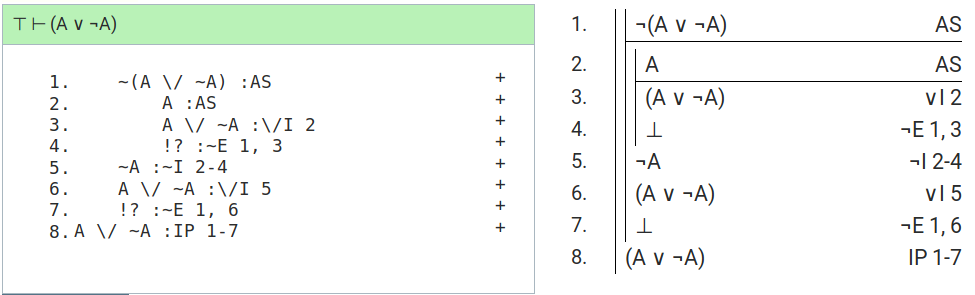 ⊤⊢(A ∨ ¬A)
1. ~(A \/ ~A) :AS +
2. A :AS +
3. A \/ ~A :\/I 2 +
4. !? :~E 1, 3 +
5. ~A :~I 2-4 +
6. A \/ ~A :\/I 5 +
7. !? :~E 1, 6 +
8. A \/ ~A :IP 1-7 +
1. ¬(A ∨ ¬A) AS
2. A AS
3. (A ∨ ¬A) ∨I 2
4. ⊥ ¬E 1, 3
5. ¬A ¬I 2-4
6. (A ∨ ¬A) ∨I 5
7. ⊥ ¬E 1, 6
8. (A ∨ ¬A) IP 1-7